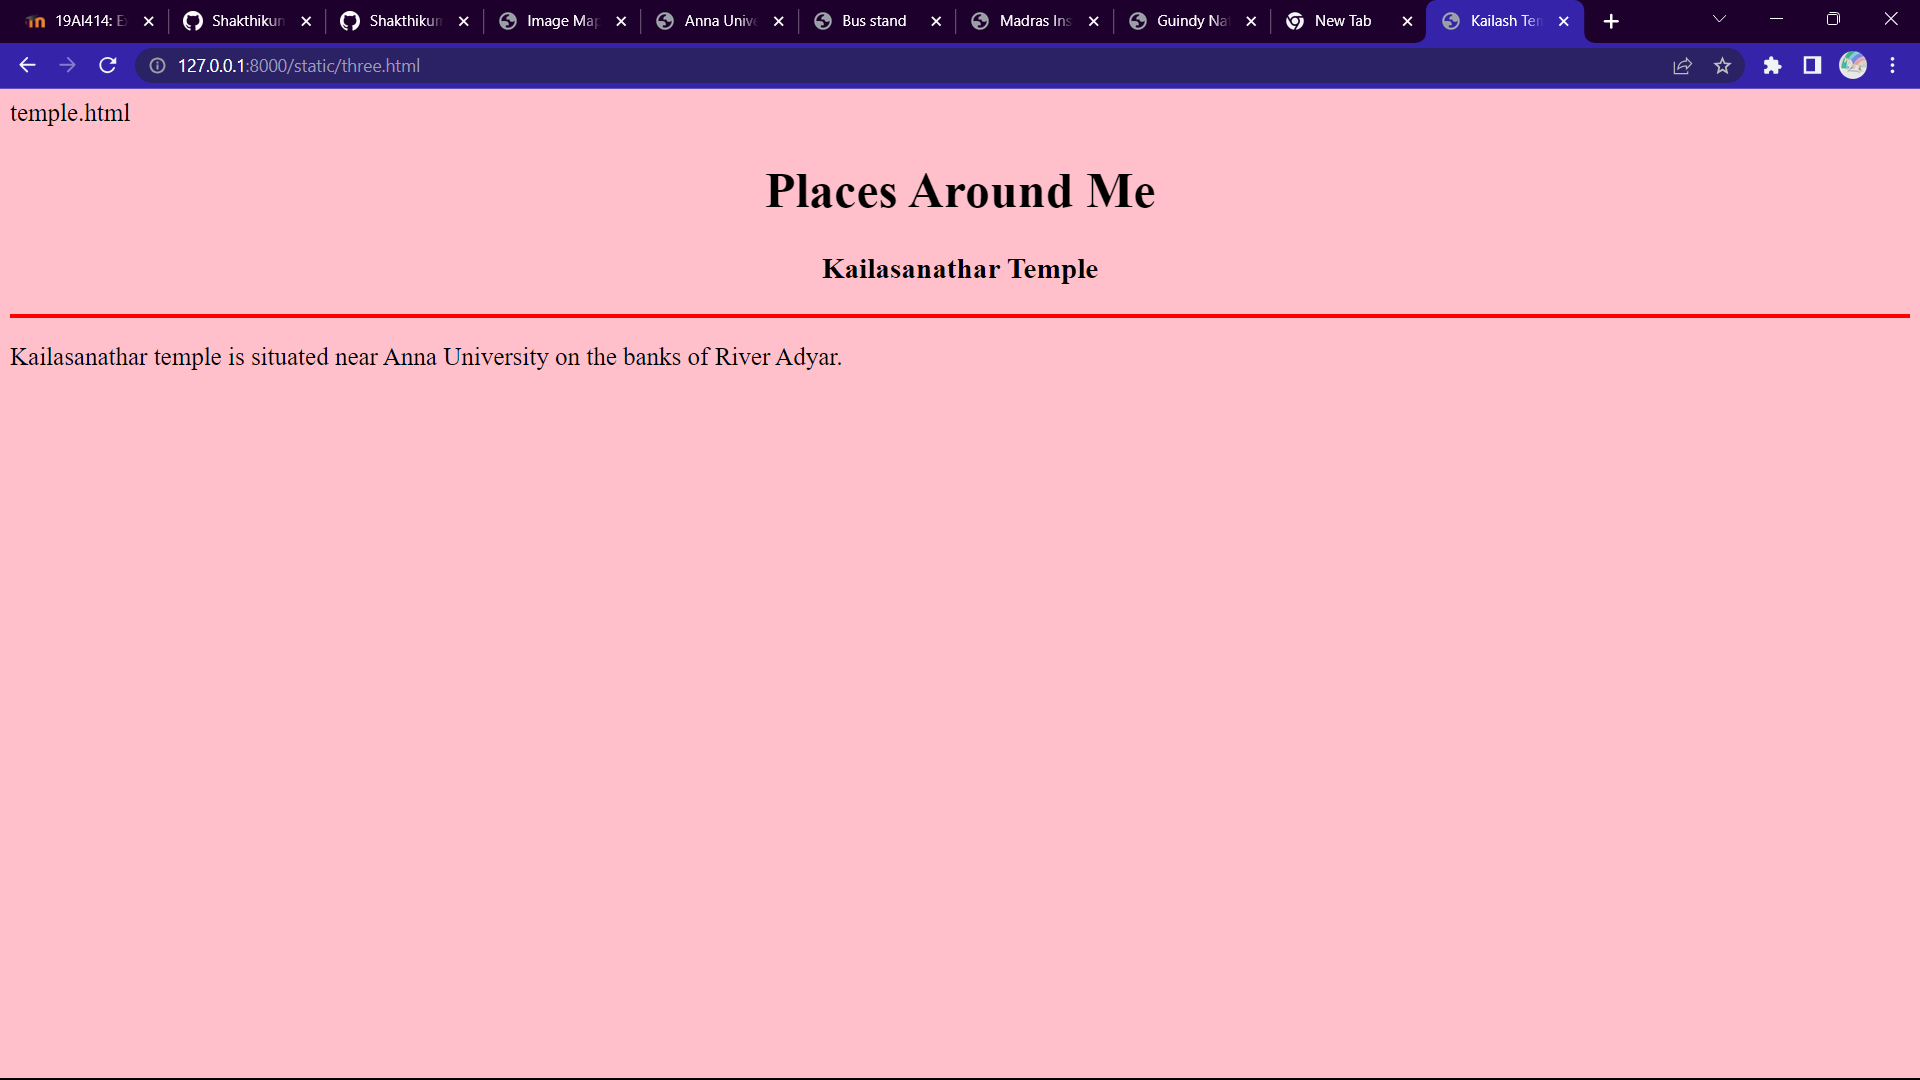 19AI414: E
Shakthikun
Shakthikun
Image Map
Anna Unive
Bus stand
Madras Ins
Guindy Nat
New Tab
Kailash Tem
127.0.0.1:8000/static/three.html
temple.html
Places Around Me
Kailasanathar Temple
Kailasanathar temple is situated near Anna University on the banks of River Adyar.